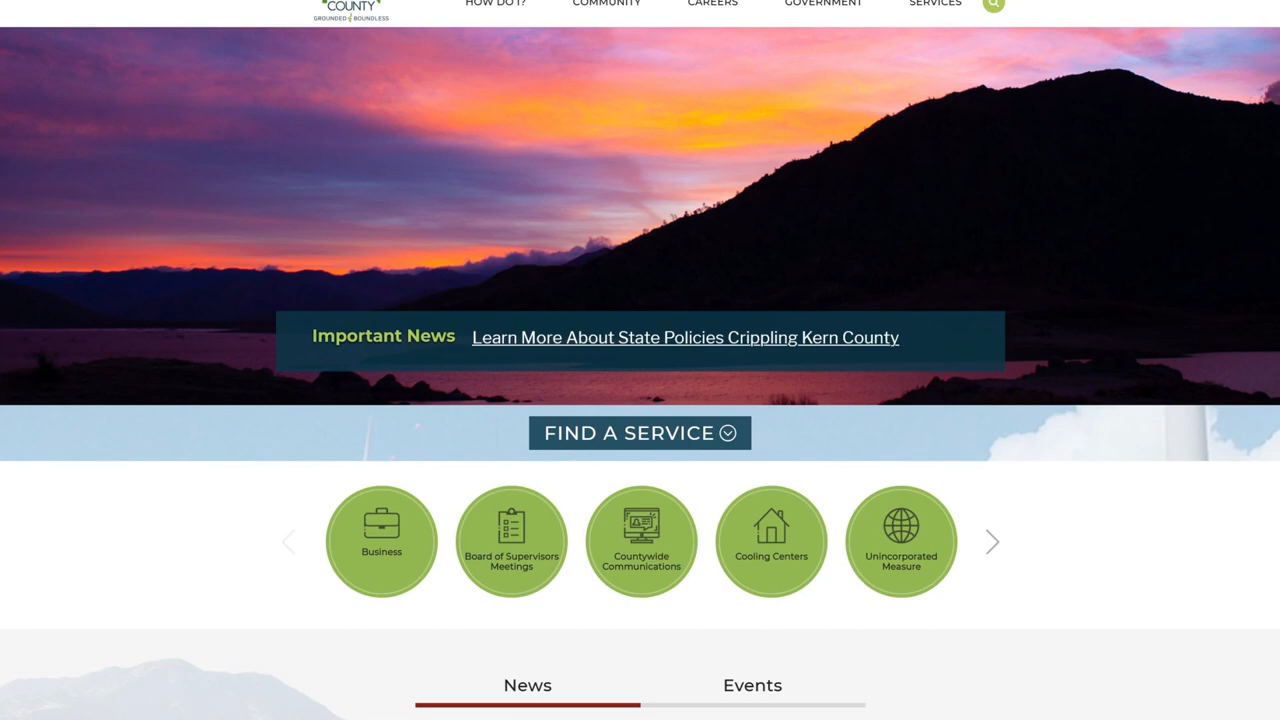 COUNTY
GROUNDED BOUNDLESS
HOW DO I?
COMMUNITY
CAREERS
GOVERNMENT
SERVICES
Important News
Learn More About State Policies Crippling Kern County
FIND A SERVICE
Business
Board of Supervisors
Meetings
Countywide
Communications
Cooling Centers
Unincorporated
Measure
News
Events